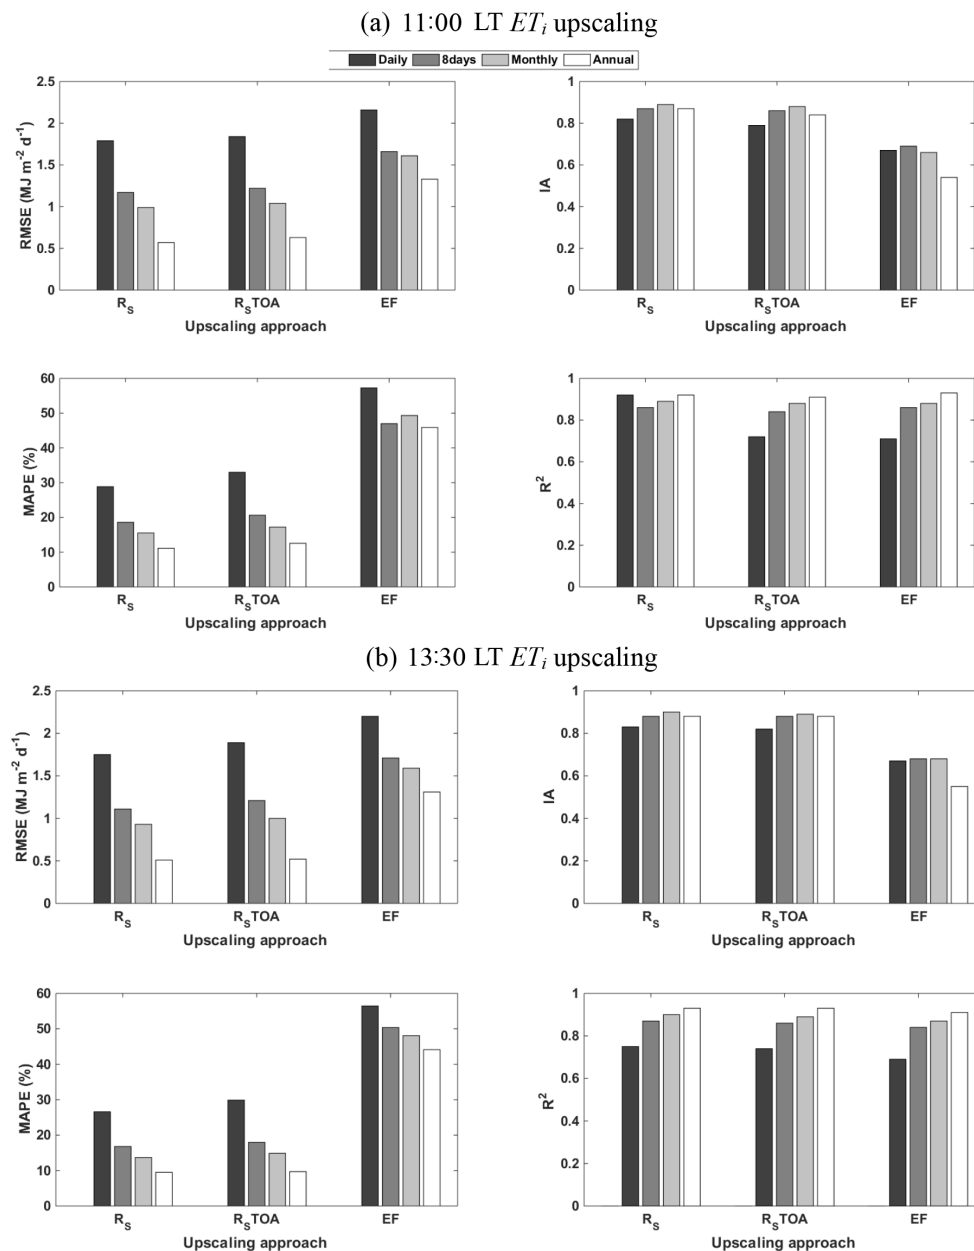 (a) 11:00 LT ETi upscaling
Daily 8days Monthly Annual
2.5
2
1.5
1
0.5
0
RMSE (MJ m-2 d-1)
RS RSTOA EF
Upscaling approach
1
0.8
0.6
0.4
0.2
0
IA
RS RSTOA EF
Upscaling approach
60
50
40
30
20
10
0
MAPE (%)
RS RSTOA EF
Upscaling approach
1
0.8
0.6
0.4
0.2
0
R2
RS RSTOA EF
Upscaling approach
(b) 13:30 LT ETi upscaling
2.5
2
1.5
1
0.5
0
RMSE (MJ m-2 d-1)
RS RSTOA EF
Upscaling approach
1
0.8
0.6
0.4
0.2
0
IA
RS RSTOA EF
Upscaling approach
60
50
40
30
20
10
0
MAPE (%)
RS RSTOA EF
Upscaling approach
1
0.8
0.6
0.4
0.2
0
R2
RS RSTOA EF
Upscaling approach